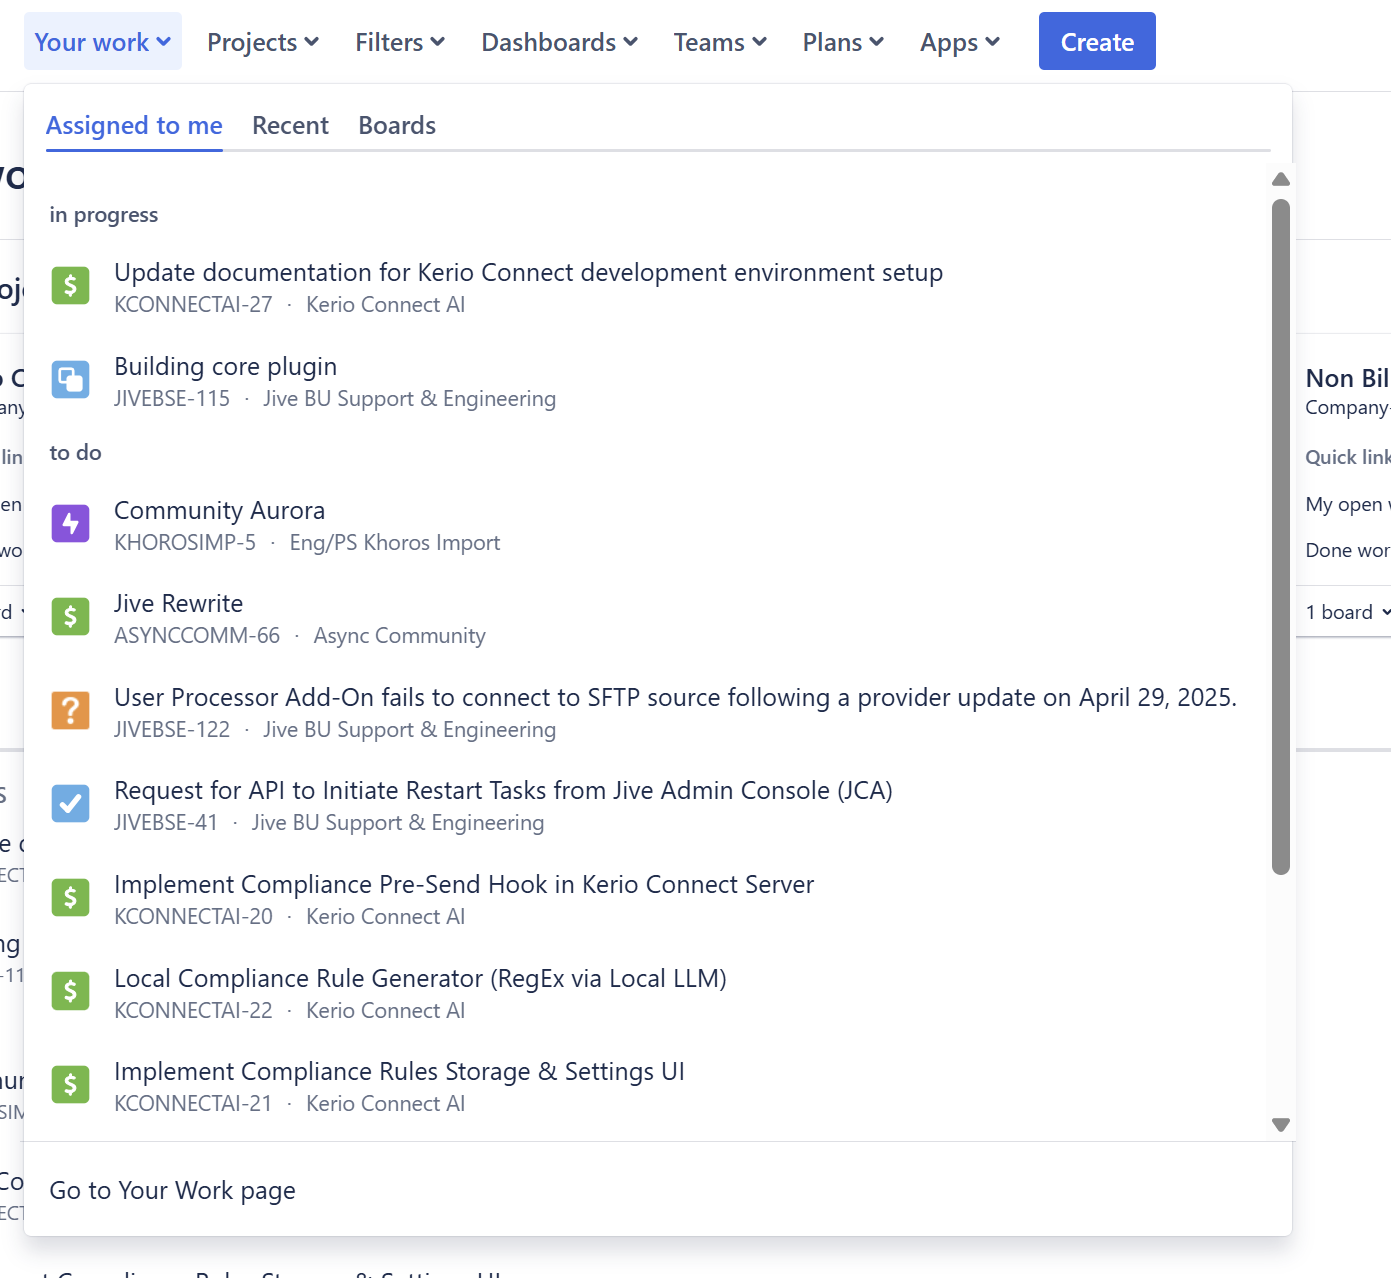 Your work
Projects
Filters
Dashboards
Teams
Plans
Apps
Create
Assigned to me
Recent
Boards
in progress
Update documentation for Kerio Connect development environment setup
KCONNECTAI-27 · Kerio Connect AI
Building core plugin
JIVEBSE-115 · Jive BU Support & Engineering
to do
Community Aurora
KHOROSIMP-5 · Eng/PS Khoros Import
Jive Rewrite
ASYNCCOMM-66 · Async Community
User Processor Add-On fails to connect to SFTP source following a provider update on April 29, 2025.
JIVEBSE-122 · Jive BU Support & Engineering
Request for API to Initiate Restart Tasks from Jive Admin Console (JCA)
JIVEBSE-41 · Jive BU Support & Engineering
Implement Compliance Pre-Send Hook in Kerio Connect Server
KCONNECTAI-20 · Kerio Connect AI
Local Compliance Rule Generator (RegEx via Local LLM)
KCONNECTAI-22 · Kerio Connect AI
Implement Compliance Rules Storage & Settings UI
KCONNECTAI-21 · Kerio Connect AI
Go to Your Work page
Non Bil
Company-
Quick link
My open
Done wor
1 board